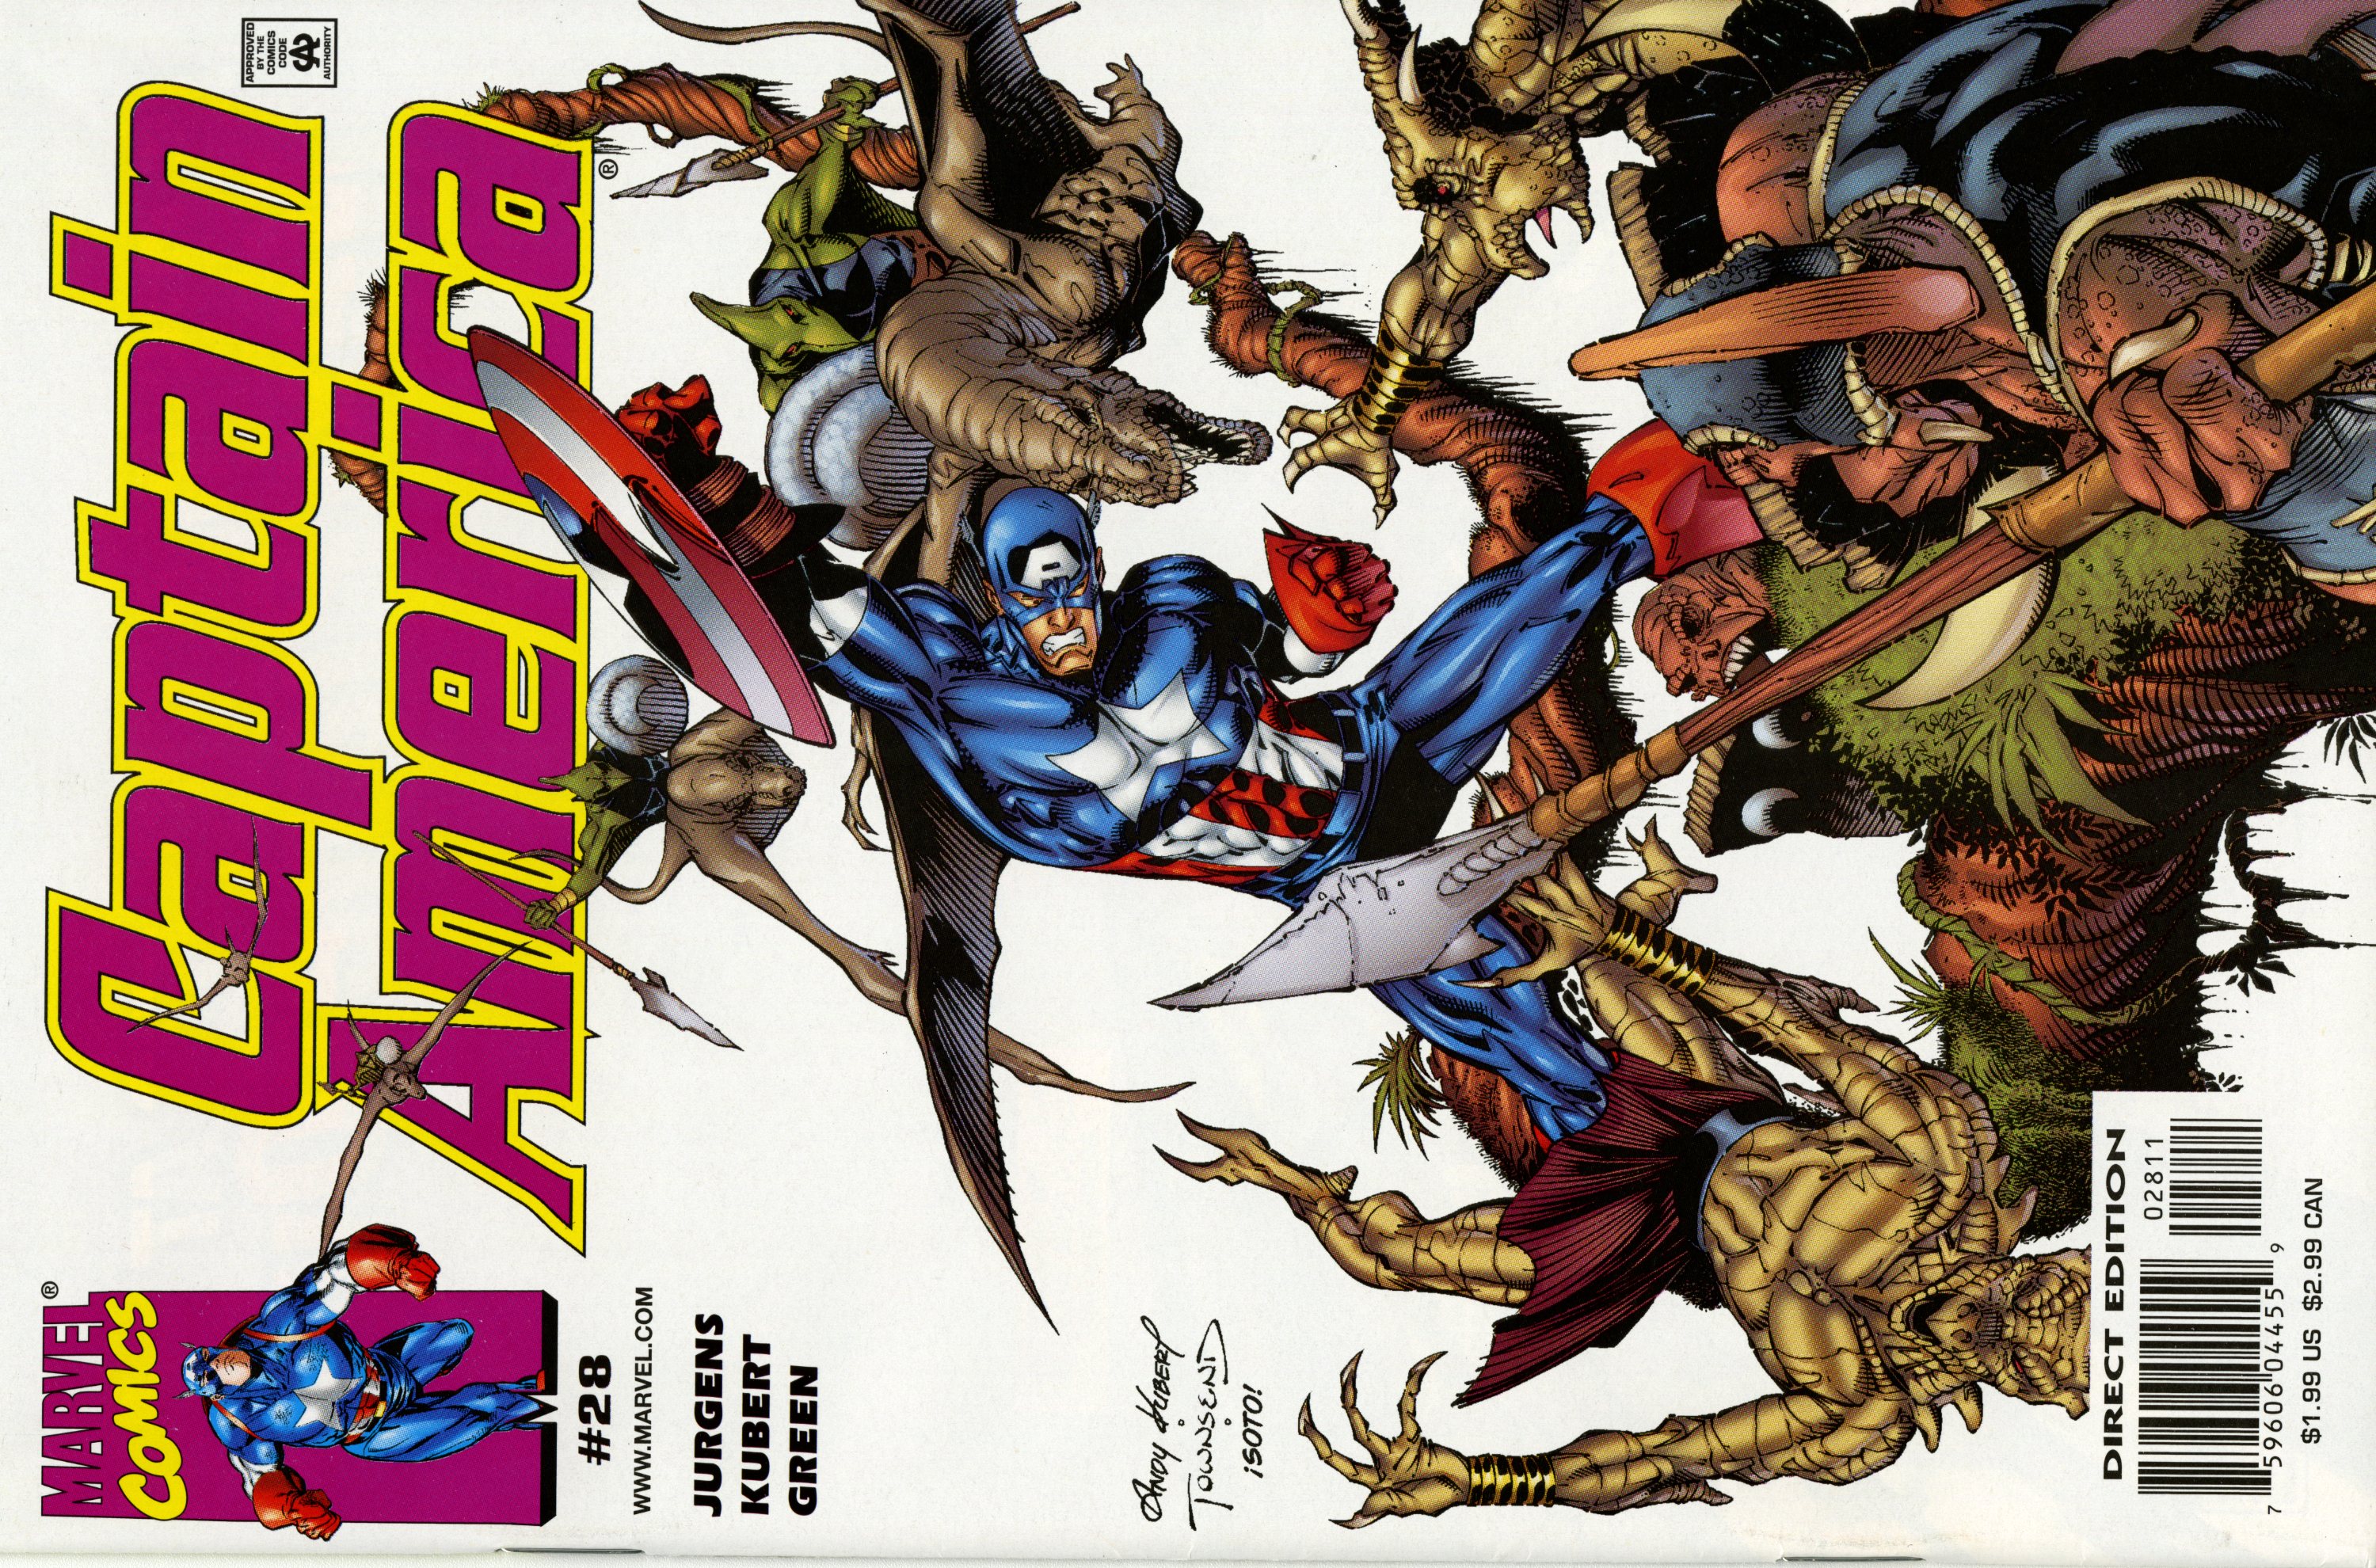 MARVEL®
COMICS
Captain
America®
APPROVED
BY THE
COMICS
CODE
AUTHORITY
#28
WWW.MARVEL.COM
JURGENS
KUBERT
GREEN
ANDY KUBERT
TOWNSEND
¡SOTO!
DIRECT EDITION
02811
7 59606 04455 9
$1.99 US $2.99 CAN